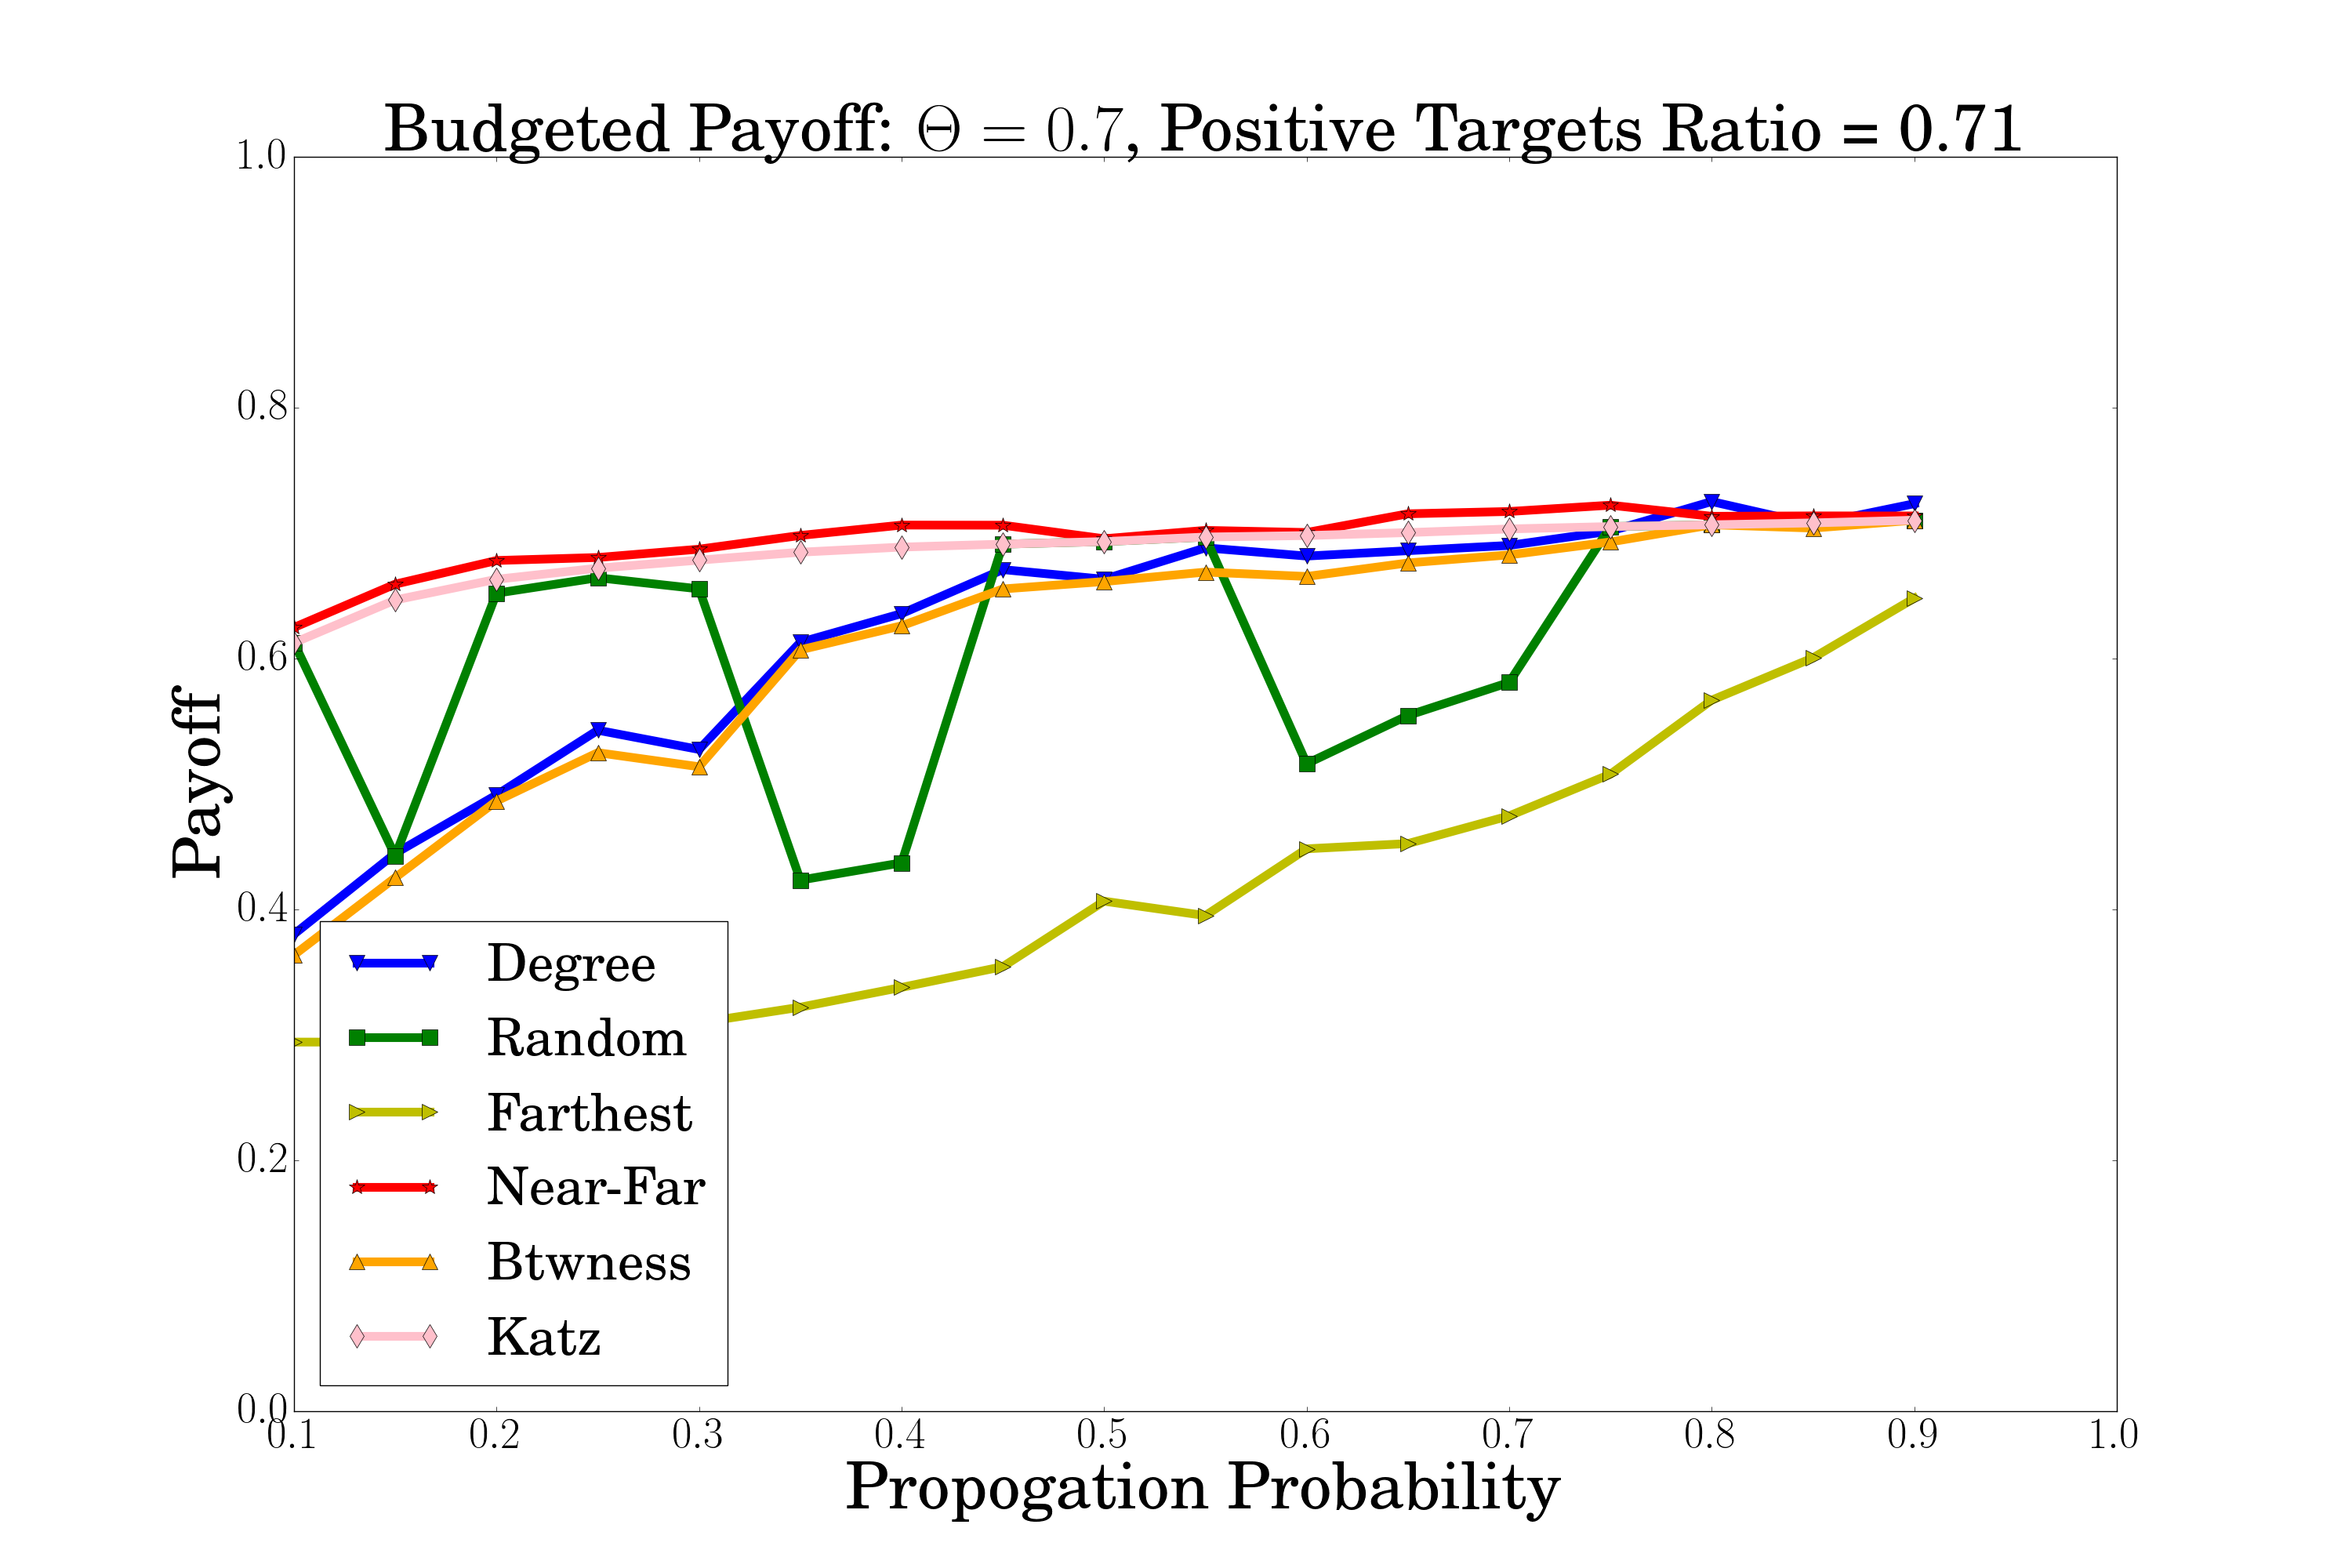 Budgeted Payoff: Θ = 0.7, Positive Targets Ratio = 0.71
1.0
0.8
0.6
0.4
0.2
0.0
Payoff
Degree
Random
Farthest
Near-Far
Btwness
Katz
0.1 0.2 0.3 0.4 0.5 0.6 0.7 0.8 0.9 1.0
Propogation Probability